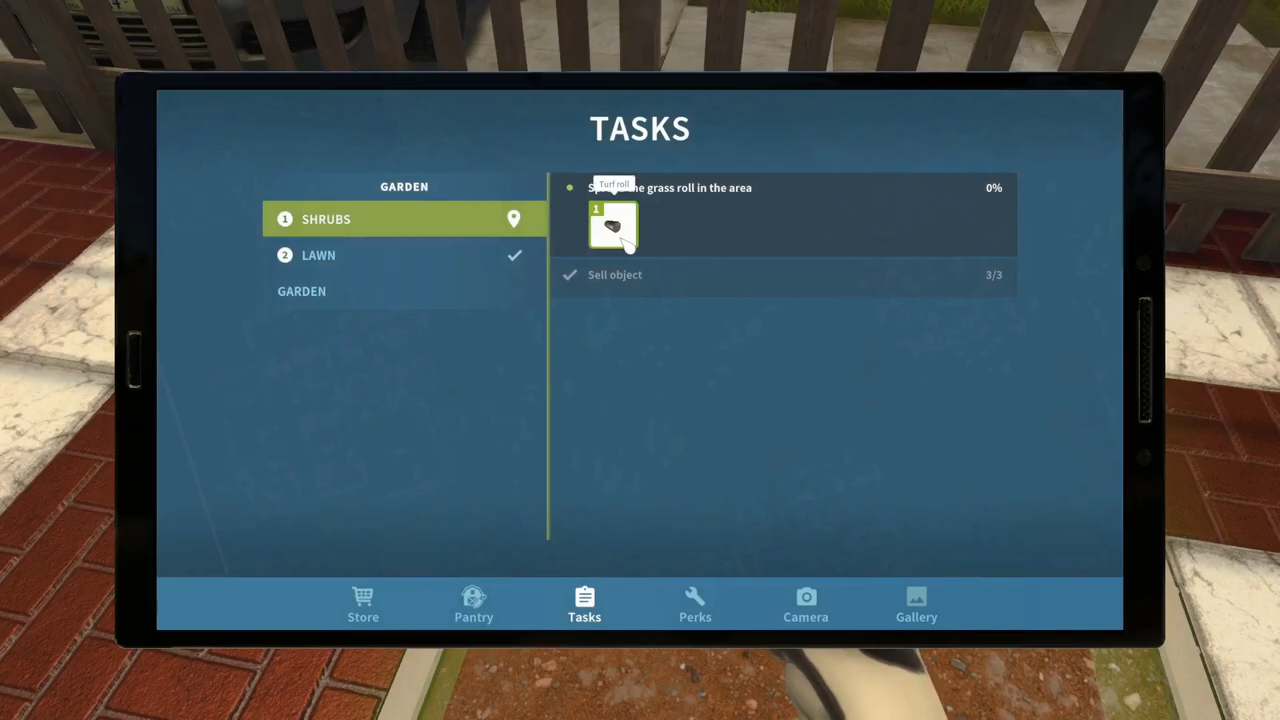 TASKS
GARDEN
1 SHRUBS
2 LAWN
GARDEN
Turf roll
the grass roll in the area
0%
1
Sell object
3/3
Store
Pantry
Tasks
Perks
Camera
Gallery